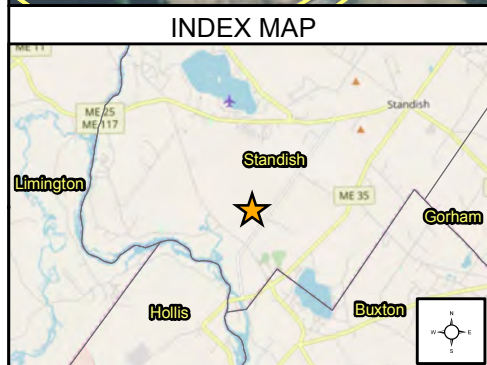 INDEX MAP
ME 11
ME 25
ME 117
Standish
Standish
Limington
ME 35
Gorham
Hollis
Buxton
N
W
E
S